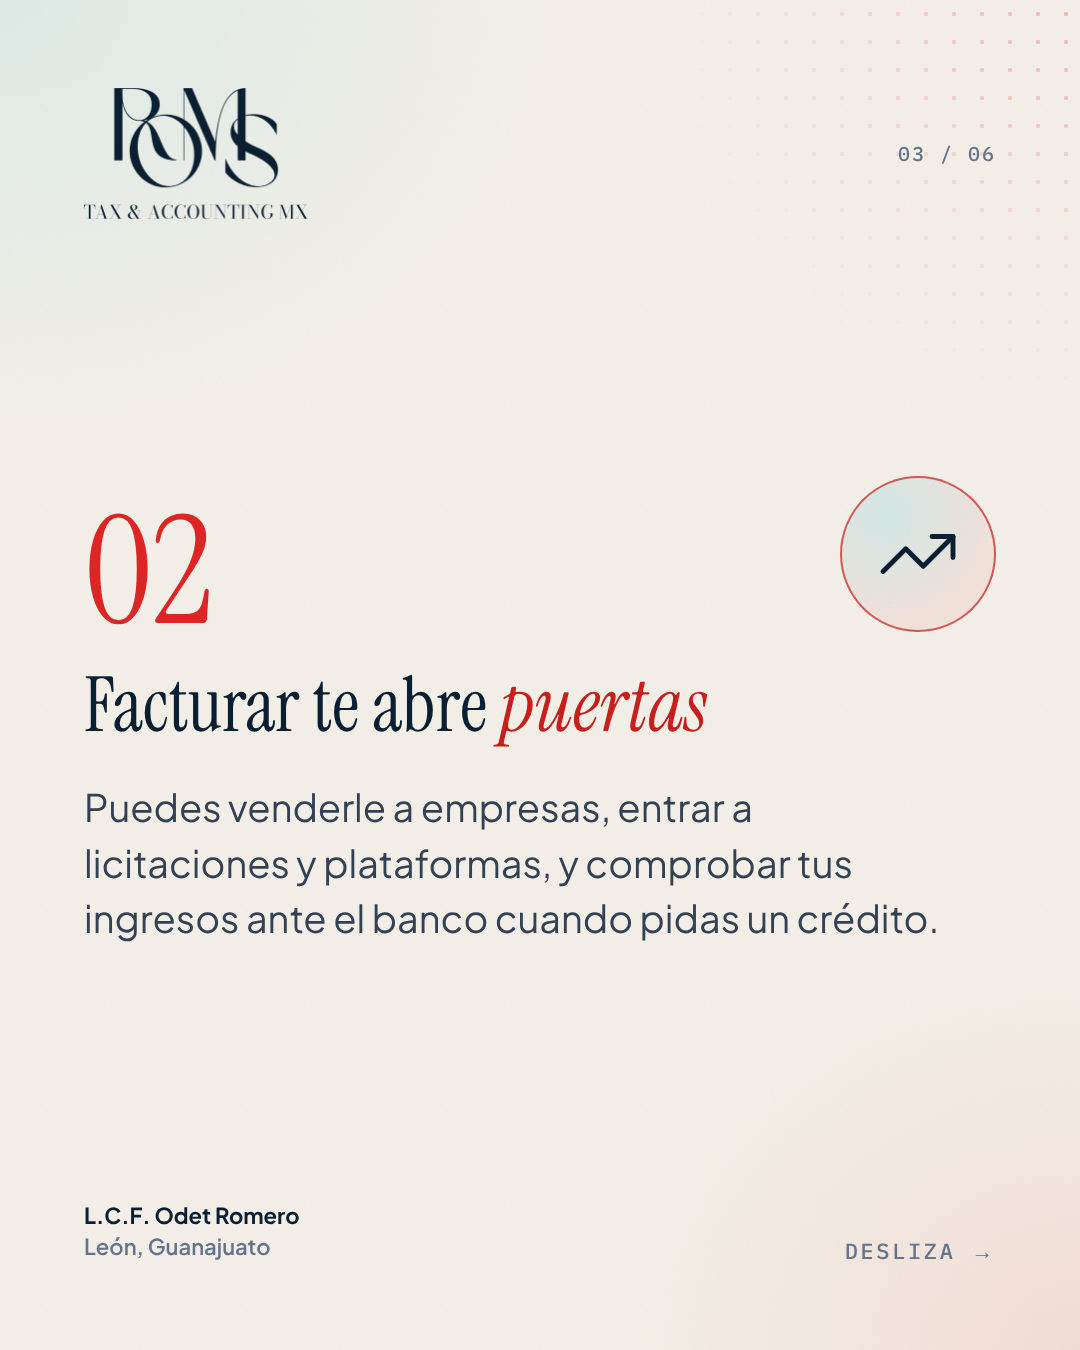 ROMS
TAX & ACCOUNTING MX
03 / 06
02
Facturar te abre puertas
Puedes venderle a empresas, entrar a
licitaciones y plataformas, y comprobar tus
ingresos ante el banco cuando pidas un crédito.
L.C.F. Odet Romero
León, Guanajuato
DESLIZA →